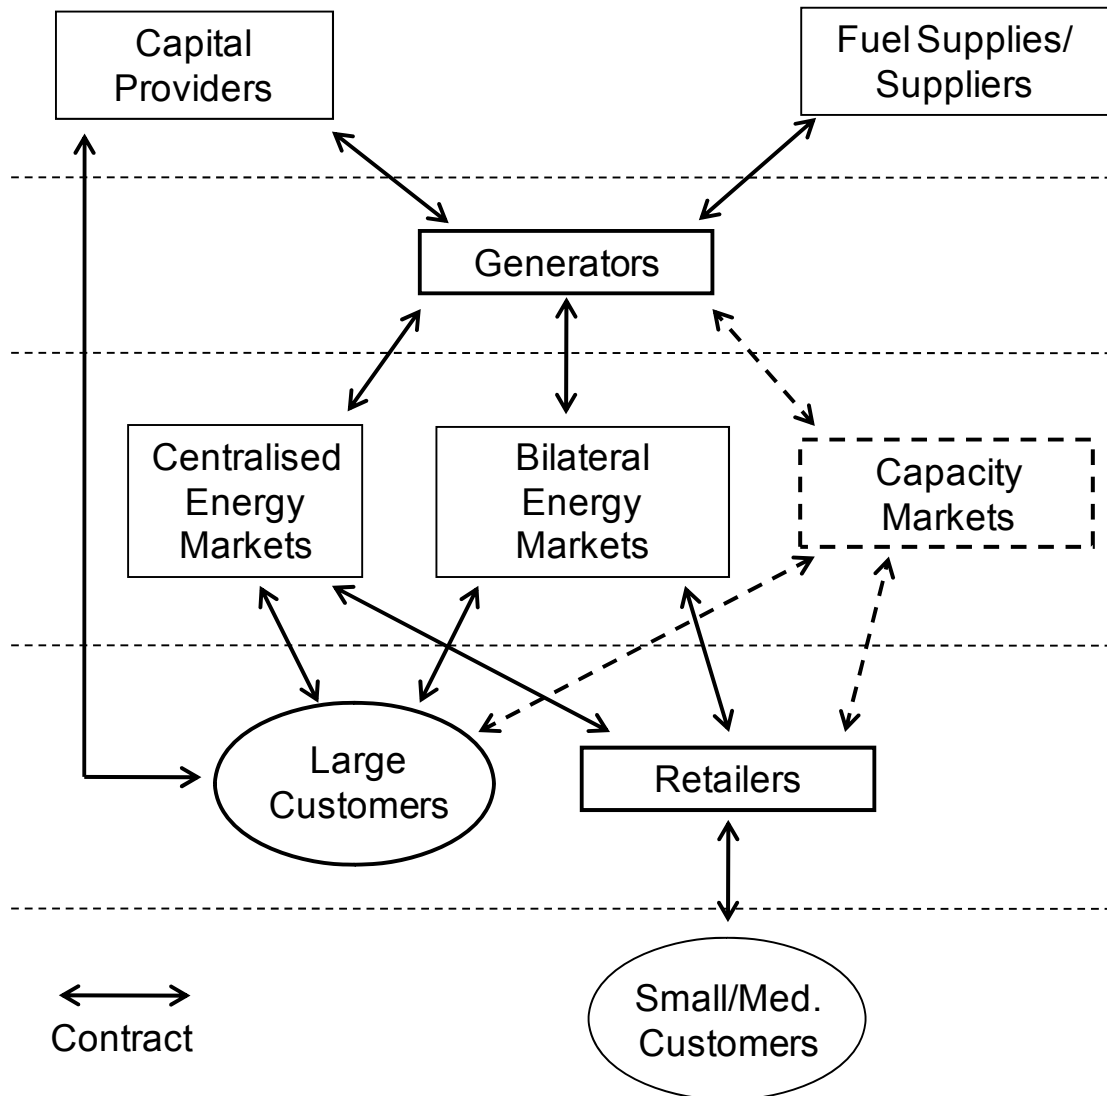 Capital
Providers
Fuel Supplies/
Suppliers
Generators
Centralised
Energy
Markets
Bilateral
Energy
Markets
Capacity
Markets
Large
Customers
Retailers
Small/Med.
Customers
Contract